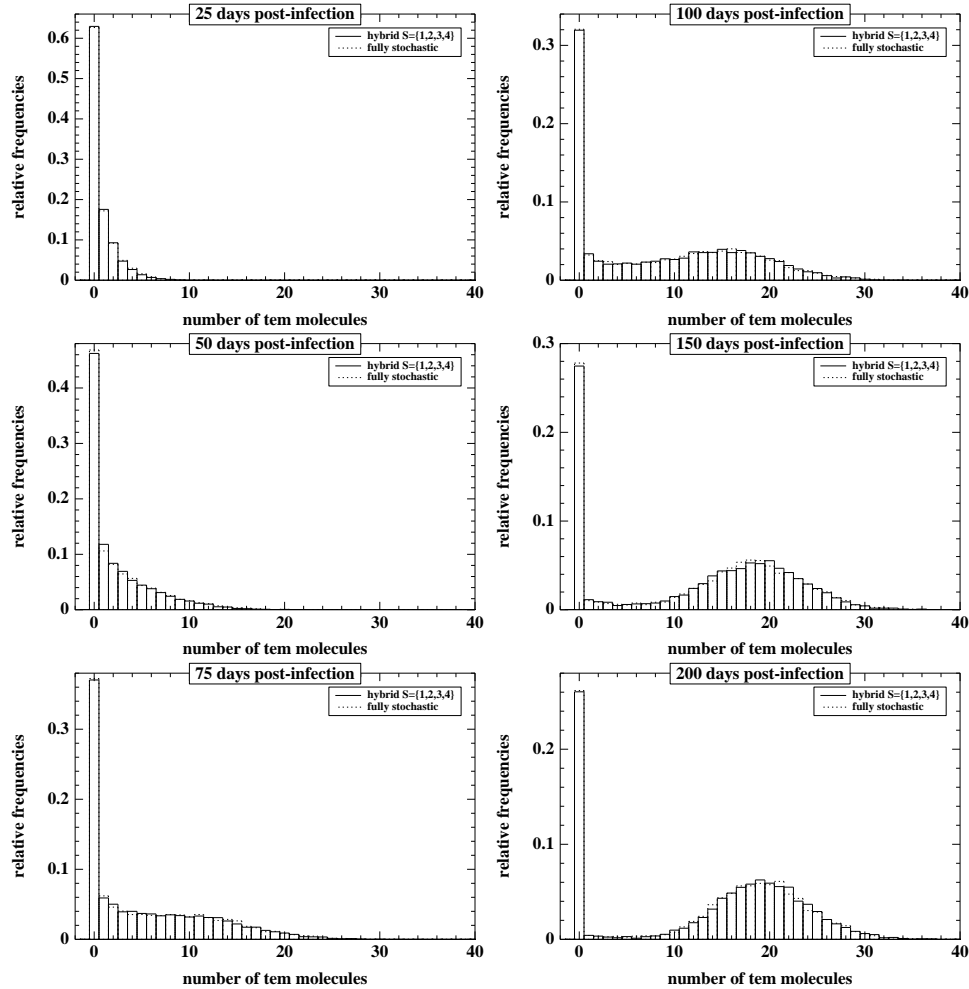 25 days post-infection
hybrid S={1,2,3,4}
fully stochastic
relative frequencies
0.6
0.5
0.4
0.3
0.2
0.1
0
0 10 20 30 40
number of tem molecules
100 days post-infection
hybrid S={1,2,3,4}
fully stochastic
relative frequencies
0.3
0.2
0.1
0
0 10 20 30 40
number of tem molecules
50 days post-infection
hybrid S={1,2,3,4}
fully stochastic
relative frequencies
0.4
0.3
0.2
0.1
0
0 10 20 30 40
number of tem molecules
150 days post-infection
hybrid S={1,2,3,4}
fully stochastic
relative frequencies
0.3
0.2
0.1
0
0 10 20 30 40
number of tem molecules
75 days post-infection
hybrid S={1,2,3,4}
fully stochastic
relative frequencies
0.3
0.2
0.1
0
0 10 20 30 40
number of tem molecules
200 days post-infection
hybrid S={1,2,3,4}
fully stochastic
relative frequencies
0.2
0.1
0
0 10 20 30 40
number of tem molecules